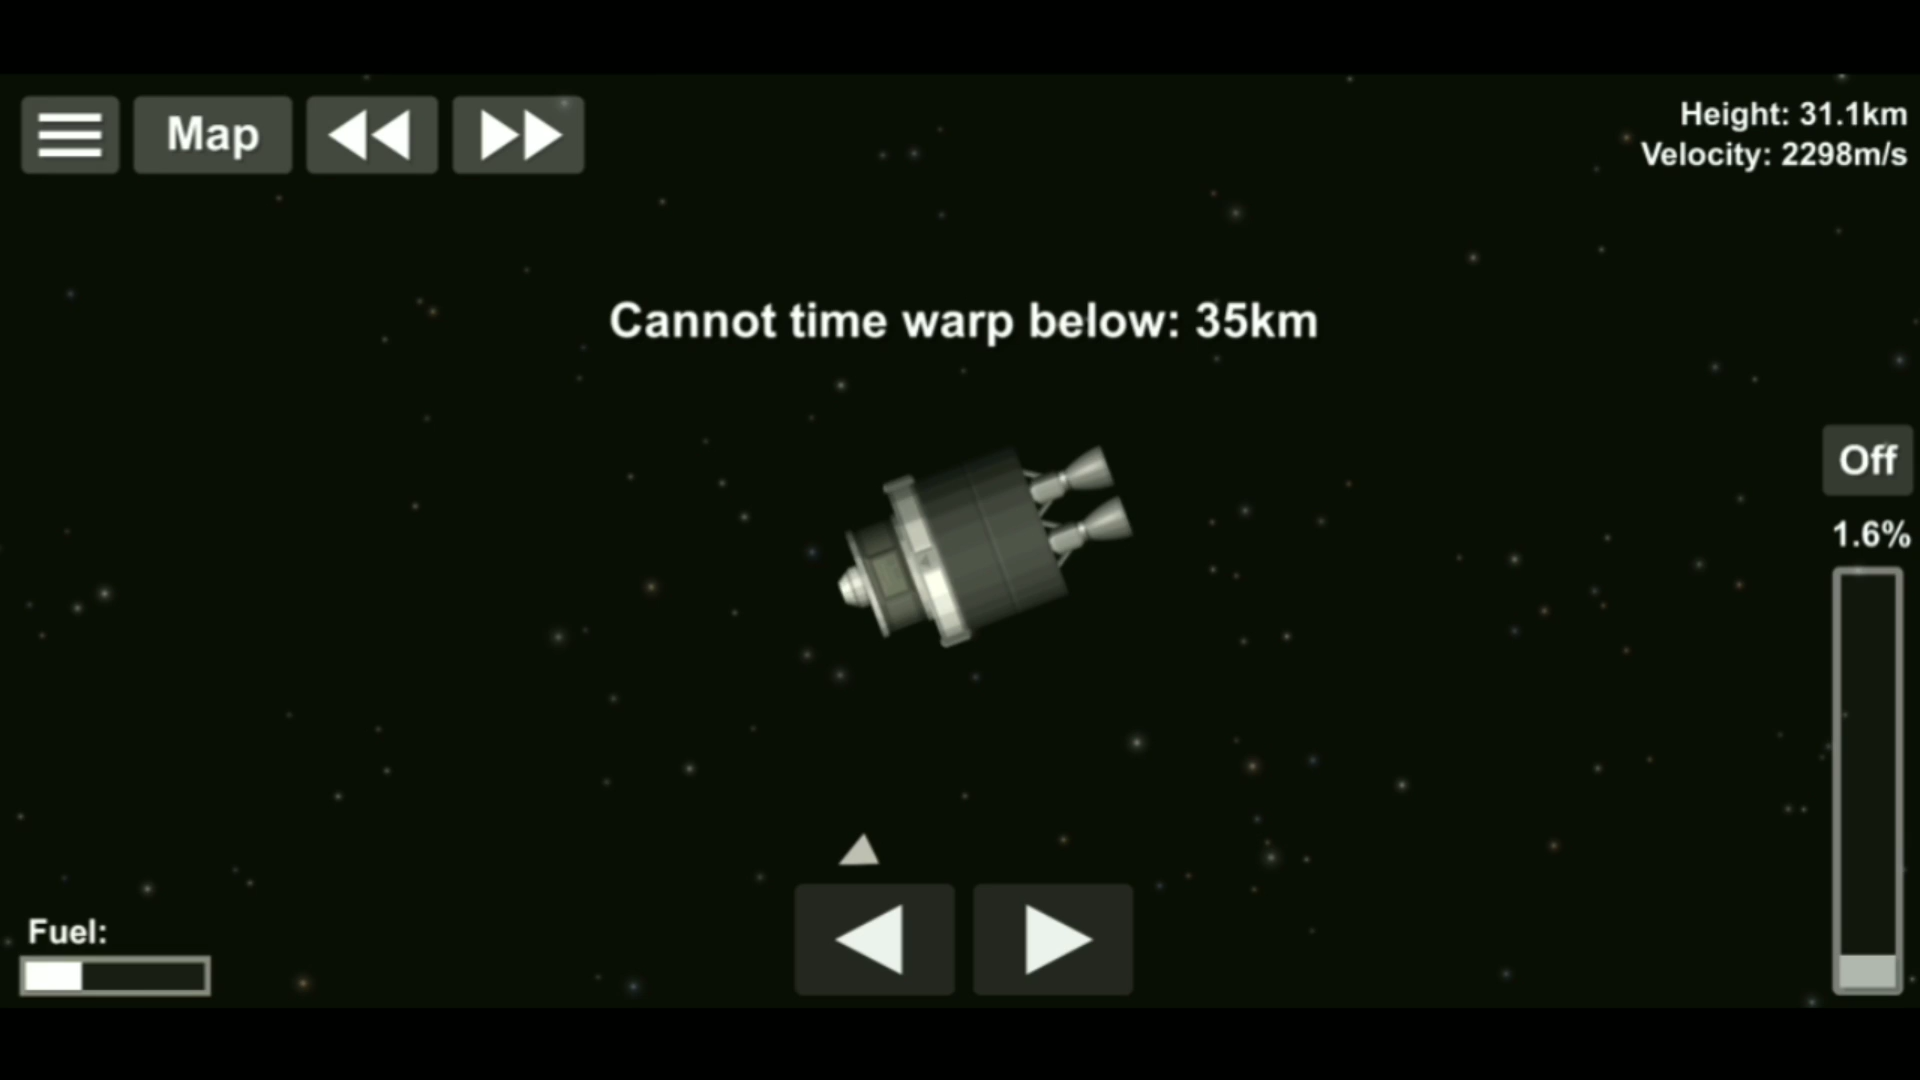 Map
Height: 31.1km
Velocity: 2298m/s
Cannot time warp below: 35km
Off
1.6%
Fuel: